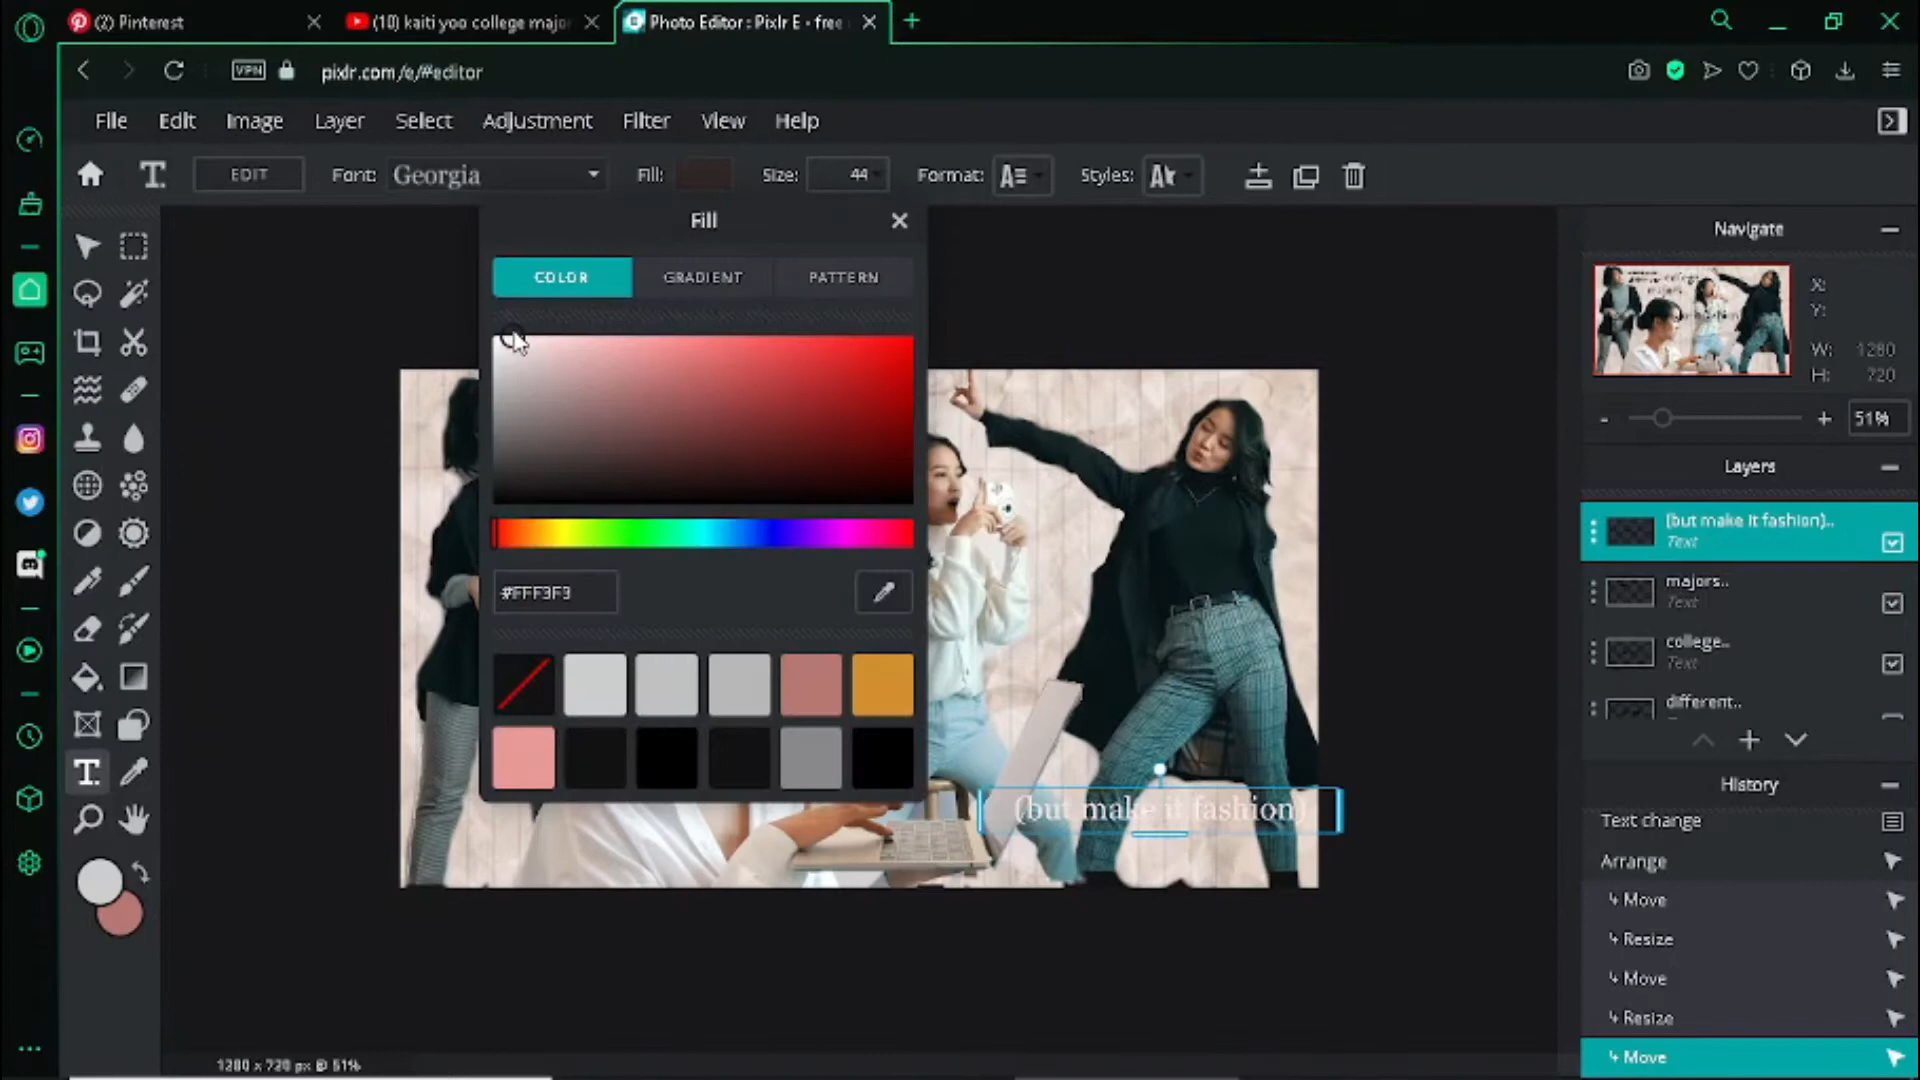 (2) Pinterest
(10) kaiti yoo college major
Photo Editor : Pixlr E - free
VPN
pixlr.com/e/#editor
File Edit Image Layer Select Adjustment Filter View Help
EDIT
Font: Georgia
Fill:
Size: 44
Format:
Styles:
Fill
COLOR GRADIENT PATTERN
#FFF3F3
(but make it fashion)
Navigate
X:
Y:
W: 1280
H: 720
- + 51%
Layers
(but make it fashion)..
Text
majors..
Text
college..
Text
different..
History
Text change
Arrange
Move
Resize
Move
Resize
Move
1280 x 720 px @ 51%